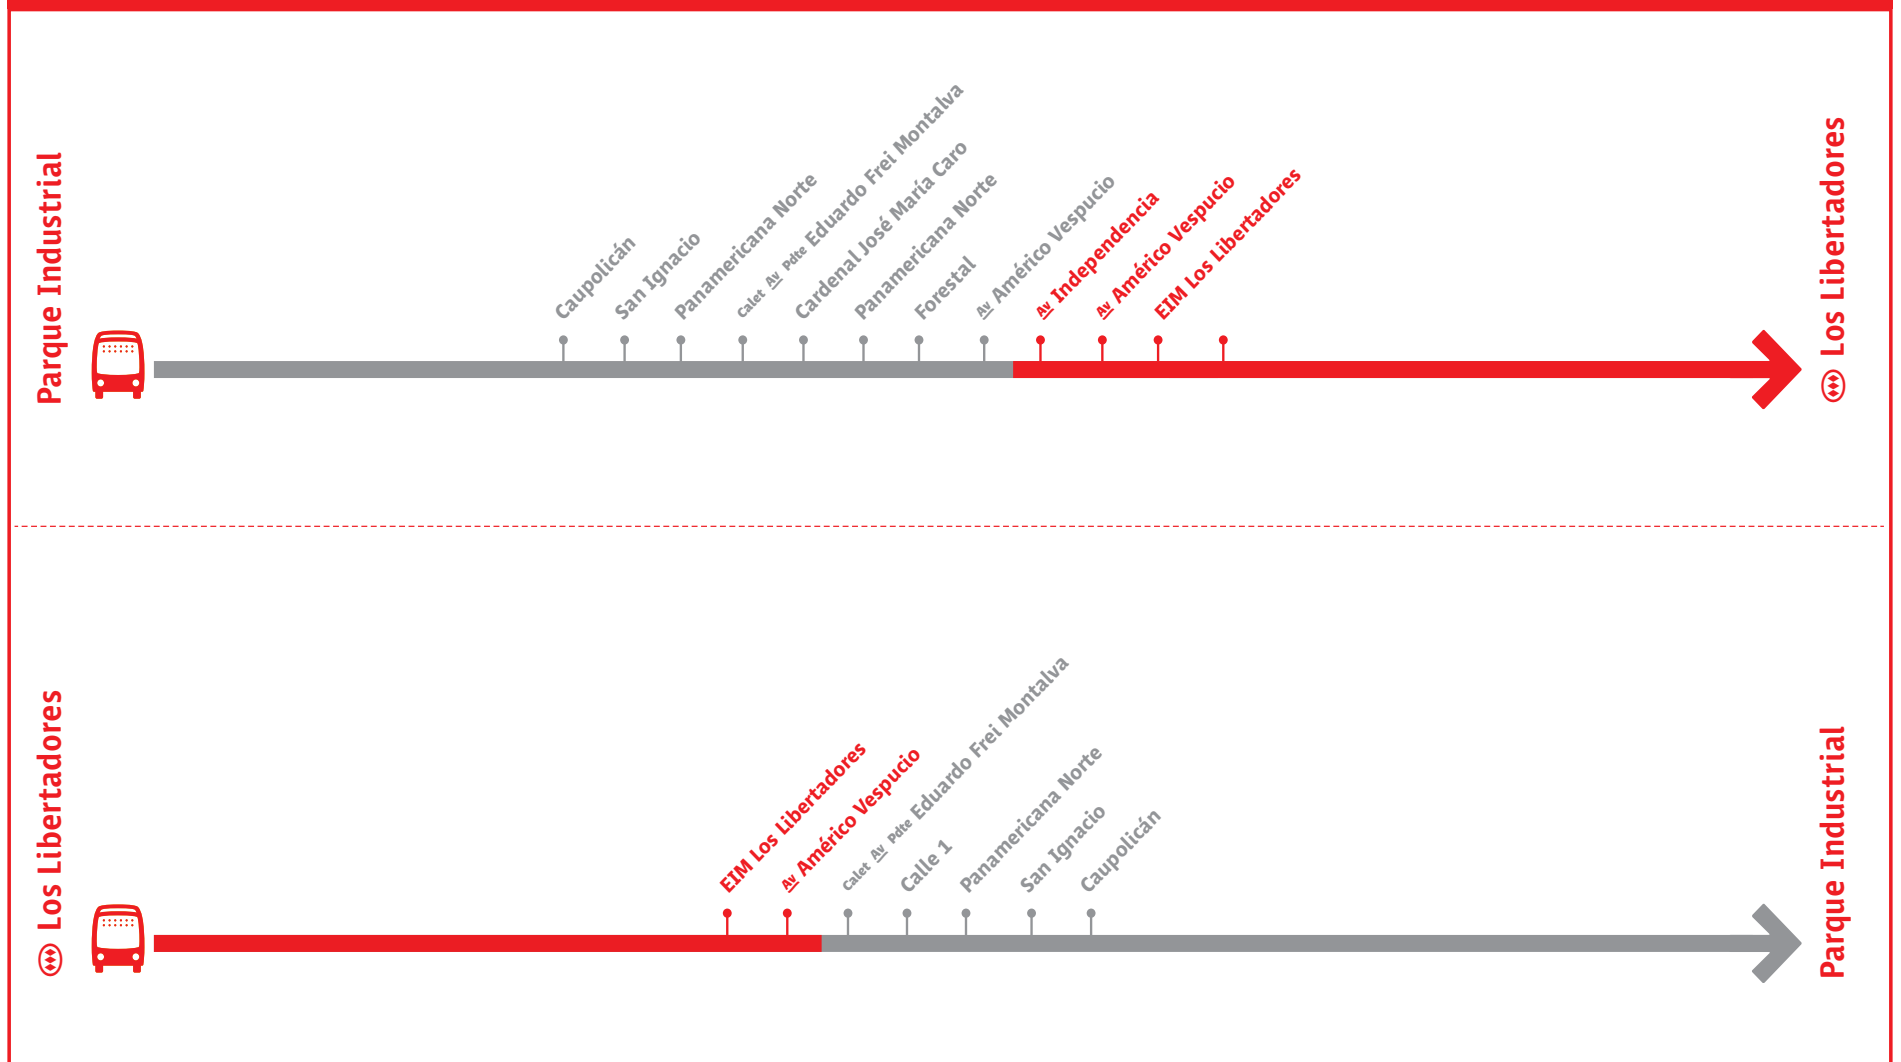 Parque Industrial
Caupolicán
San Ignacio
Panamericana Norte
Calet Av Pdte Eduardo Frei Montalva
Cardenal José María Caro
Panamericana Norte
Forestal
Av Américo Vespucio
Av Independencia
Av Américo Vespucio
EIM Los Libertadores
Los Libertadores
Los Libertadores
EIM Los Libertadores
Av Américo Vespucio
Calet Av Pdte Eduardo Frei Montalva
Calle 1
Panamericana Norte
San Ignacio
Caupolicán
Parque Industrial